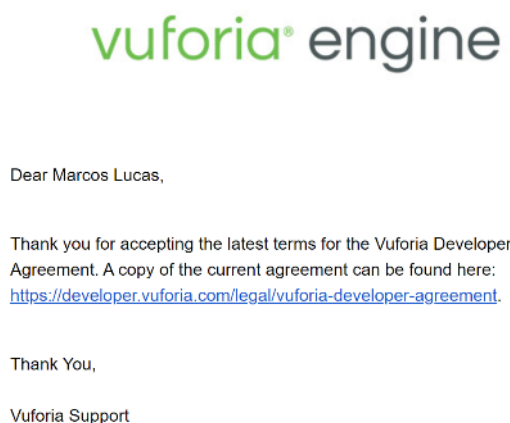 vuforia® engine
Dear Marcos Lucas,
Thank you for accepting the latest terms for the Vuforia Developer
Agreement. A copy of the current agreement can be found here:
https://developer.vuforia.com/legal/vuforia-developer-agreement.
Thank You,
Vuforia Support